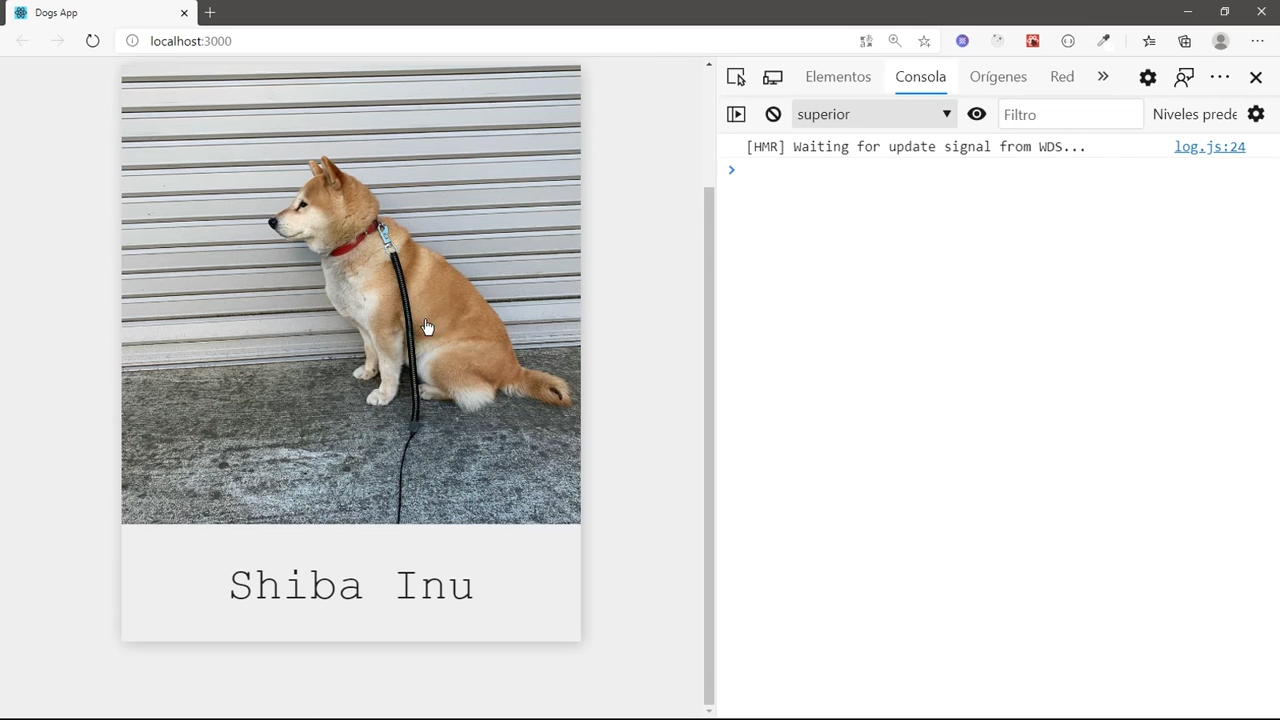 Dogs App
localhost:3000
Elementos
Consola
Orígenes
Red
superior
Filtro
Niveles prede
[HMR] Waiting for update signal from WDS...
log.js:24
Shiba Inu